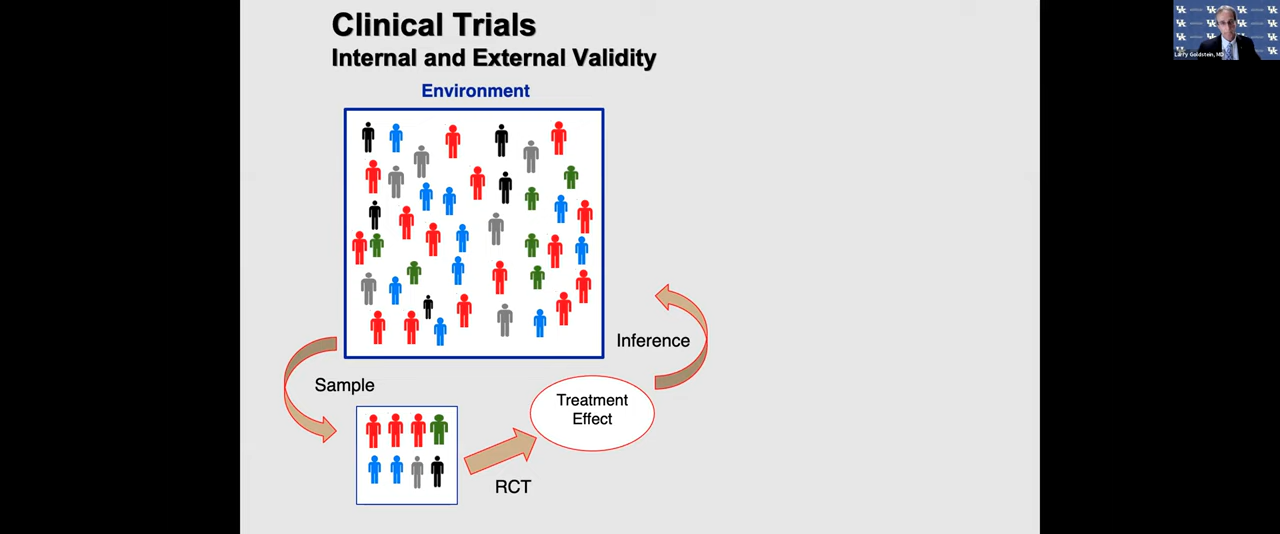 Clinical Trials
Internal and External Validity
Environment
Inference
Sample
Treatment
Effect
RCT
Larry Goldstein, MD